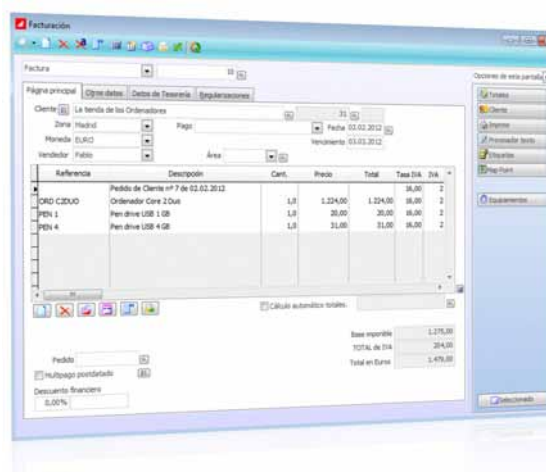 Facturación
Factura
10
Opciones de esta pantalla
Página principal Otros datos Datos de Tesorería Regularizaciones
Cliente La tienda de los Ordenadores 31
Zona Madrid Pago Fecha 02.02.2012
Moneda EURO Vencimiento 03.03.2012
Vendedor Pablo Área
Referencia Descripción Cant. Precio Total Tasa IVA IVA
Pedido de Cliente nº 7 de 02.02.2012 16,00 2
ORD C2DUO Ordenador Core 2 Duo 1,0 1.224,00 1.224,00 16,00 2
PEN 1 Pen drive USB 1 GB 1,0 20,00 20,00 16,00 2
PEN 4 Pen drive USB 4 GB 1,0 31,00 31,00 16,00 2
Cálculo automático totales.
Base imponible 1.275,00
TOTAL de IVA 204,00
Total en Euros 1.479,00
Pedido
Multipago postdatado
Descuento financiero
0,00%
Totales
Cliente
Imprime
Procesador texto
Etiquetas
Map Point
Equipamientos
Seleccionado